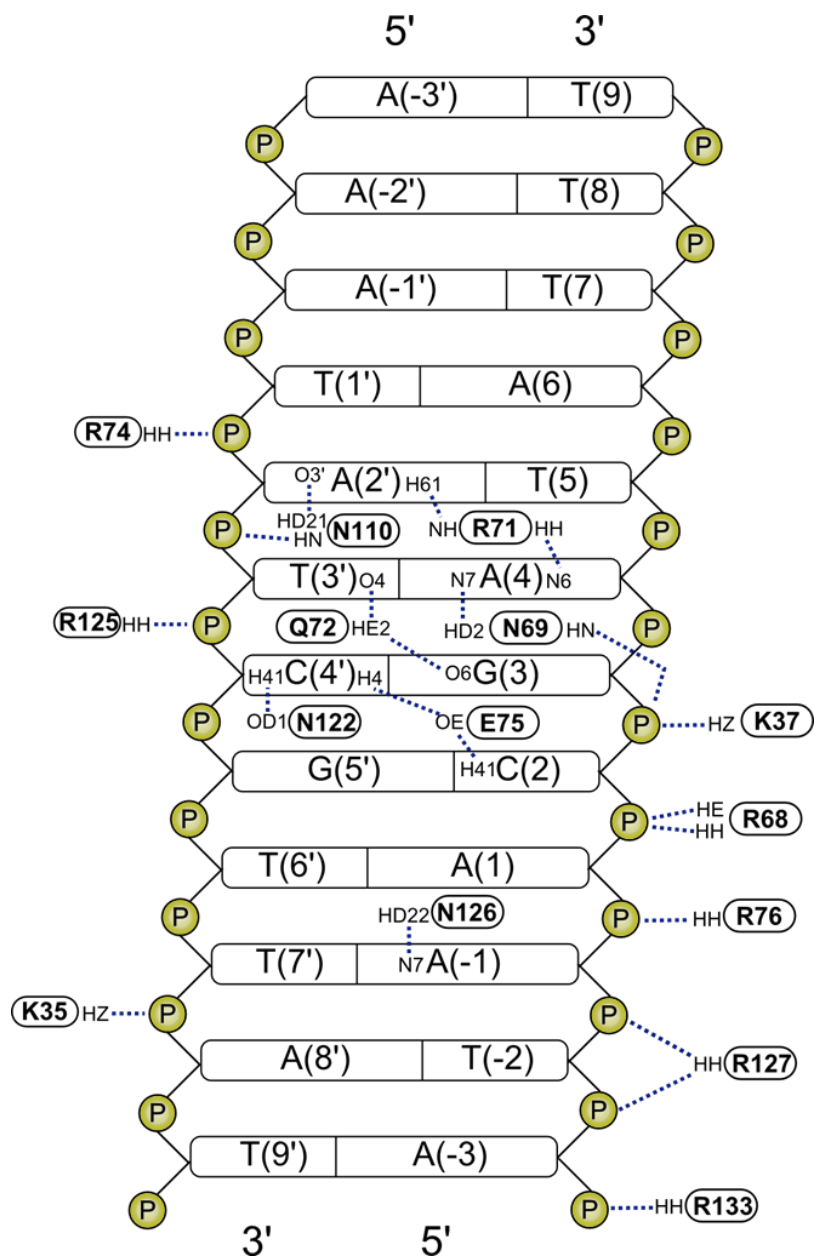 5' 3'
A(-3') T(9)
P P
A(-2') T(8)
P P
A(-1') T(7)
P P
T(1') A(6)
R74 HH P P
O3' A(2') H61 T(5)
P HD21 HN N110 NH R71 HH P
T(3') O4 N7 A(4) N6
R125 HH P Q72 HE2 HD2 N69 HN P
H41 C(4') H4 O6 G(3)
P OD1 N122 OE E75 P HZ K37
G(5') H41 C(2)
P P HE HH R68
T(6') A(1)
P HD22 N126 P HH R76
T(7') N7 A(-1)
K35 HZ P P
A(8') T(-2) HH R127
P P
T(9') A(-3)
P P HH R133
3' 5'